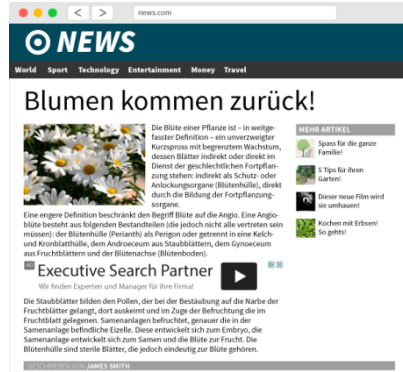 news.com
NEWS
World Sport Technology Entertainment Money Travel
Blumen kommen zurück!
Die Blüte einer Pflanze ist – in weitge-
fasster Definition – ein unverzweigter
Kurzspross mit begrenztem Wachstum,
dessen Blätter indirekt oder direkt im
Dienst der geschlechtlichen Fortpflan-
zung stehen: indirekt als Schutz- oder
Anlockungsorgane (Blütenhülle), direkt
durch die Bildung der Fortpflanzung-
sorgane.
Eine engere Definition beschränkt den Begriff Blüte auf die Angio. Eine Angio-
blüte besteht aus folgenden Bestandteilen (die jedoch nicht alle vertreten sein
müssen): der Blütenhülle (Perianth) als Perigon oder getrennt in eine Kelch-
und Kronblatthülle, dem Androeceum aus Staubblättern, dem Gynoeceum
aus Fruchtblättern und der Blütenachse (Blütenboden).
AD
Executive Search Partner
Wir finden Experten und Manager für ihre Firma!
Die Staubblätter bilden den Pollen, der bei der Bestäubung auf die Narbe der
Fruchtblätter gelangt, dort auskeimt und im Zuge der Befruchtung die im
Fruchtblatt gelegenen. Samenanlagen befruchtet, genauer die in der
Samenanlage befindliche Eizelle. Diese entwickelt sich zum Embryo, die
Samenanlage entwickelt sich zum Samen und die Blüte zur Frucht. Die
Blütenhülle sind sterile Blätter, die jedoch eindeutig zur Blüte gehören.
GESCHRIEBEN VON JAMES SMITH
MEHR ARTIKEL
Spass für die ganze
Familie!
5 Tips für ihren
Garten!
Dieser neue Film wird
sie umhauen!
Kochen mit Erbsen!
So gehts!